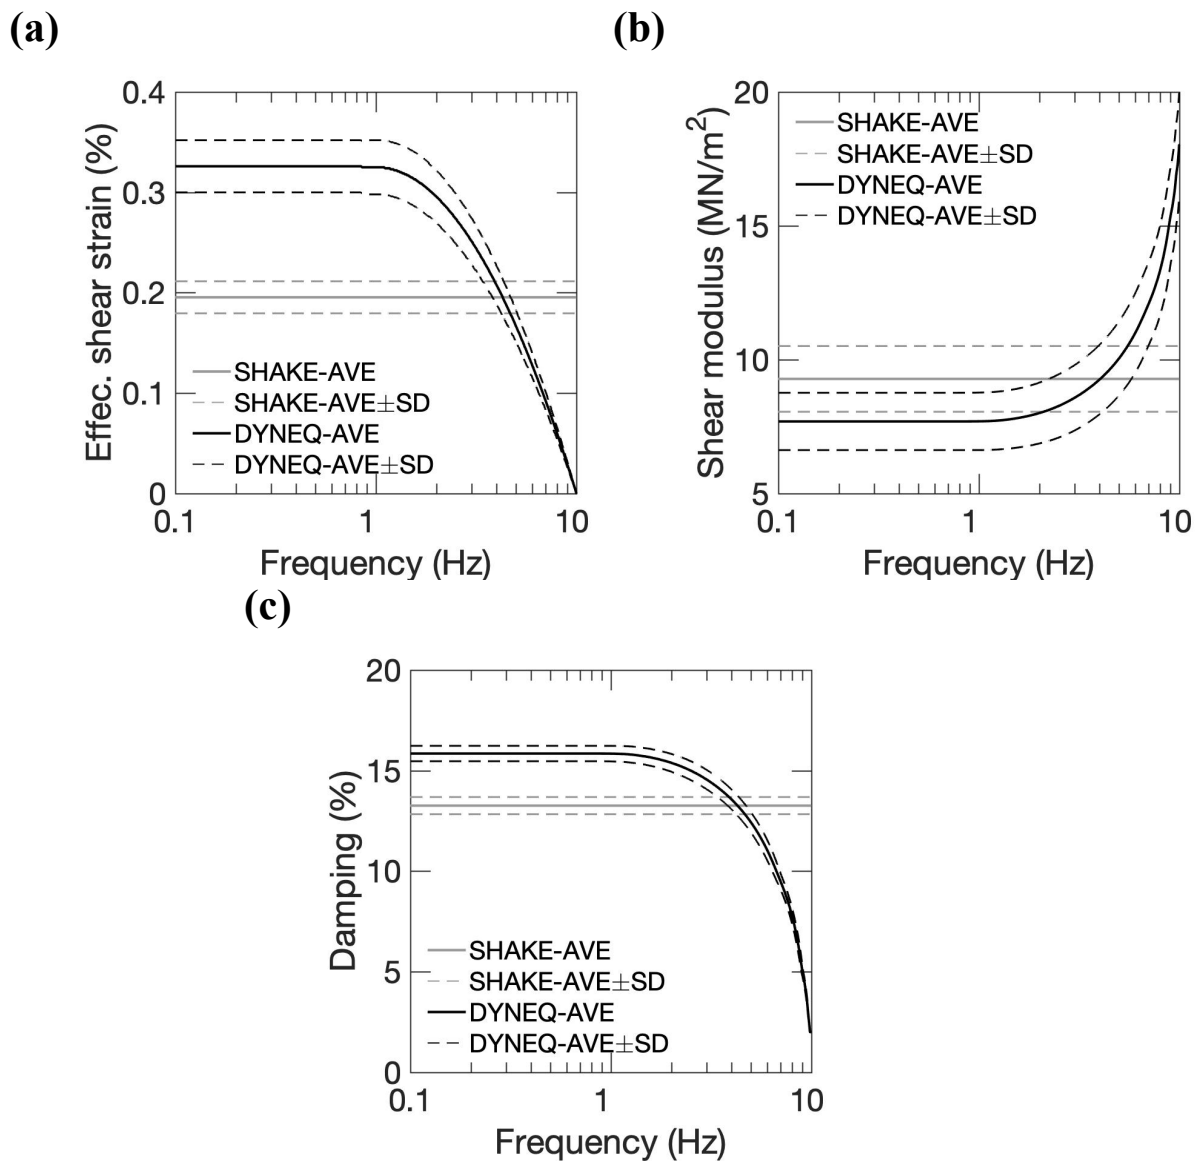 (a)
(b)
0.4
0.3
0.2
0.1
0
Effec. shear strain (%)
SHAKE-AVE
SHAKE-AVE±SD
DYNEQ-AVE
DYNEQ-AVE±SD
0.1
1
10
Frequency (Hz)
20
15
10
5
Shear modulus (MN/m²)
SHAKE-AVE
SHAKE-AVE±SD
DYNEQ-AVE
DYNEQ-AVE±SD
0.1
1
10
Frequency (Hz)
(c)
20
15
10
5
0
Damping (%)
SHAKE-AVE
SHAKE-AVE±SD
DYNEQ-AVE
DYNEQ-AVE±SD
0.1
1
10
Frequency (Hz)